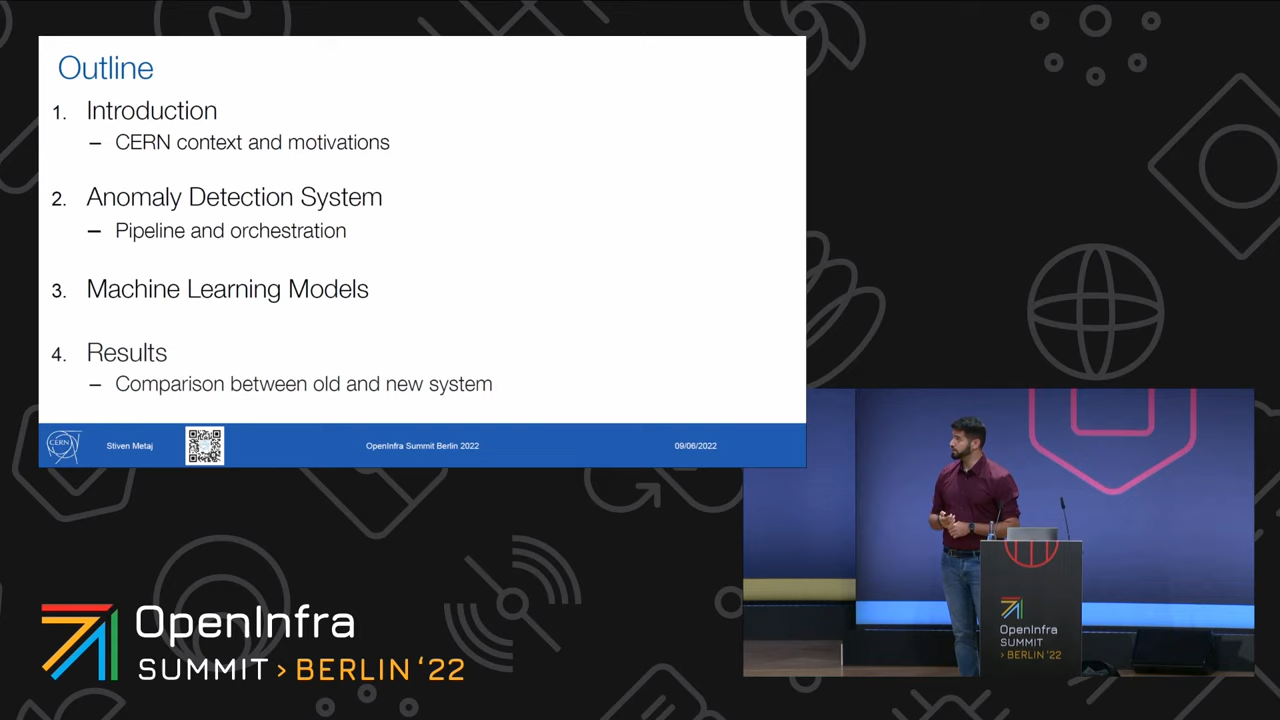 Outline
1. Introduction
– CERN context and motivations
2. Anomaly Detection System
– Pipeline and orchestration
3. Machine Learning Models
4. Results
– Comparison between old and new system
CERN
Stiven Metaj
OpenInfra Summit Berlin 2022
09/06/2022
OpenInfra
SUMMIT > BERLIN ‘22
OpenInfra
SUMMIT
> BERLIN ‘22